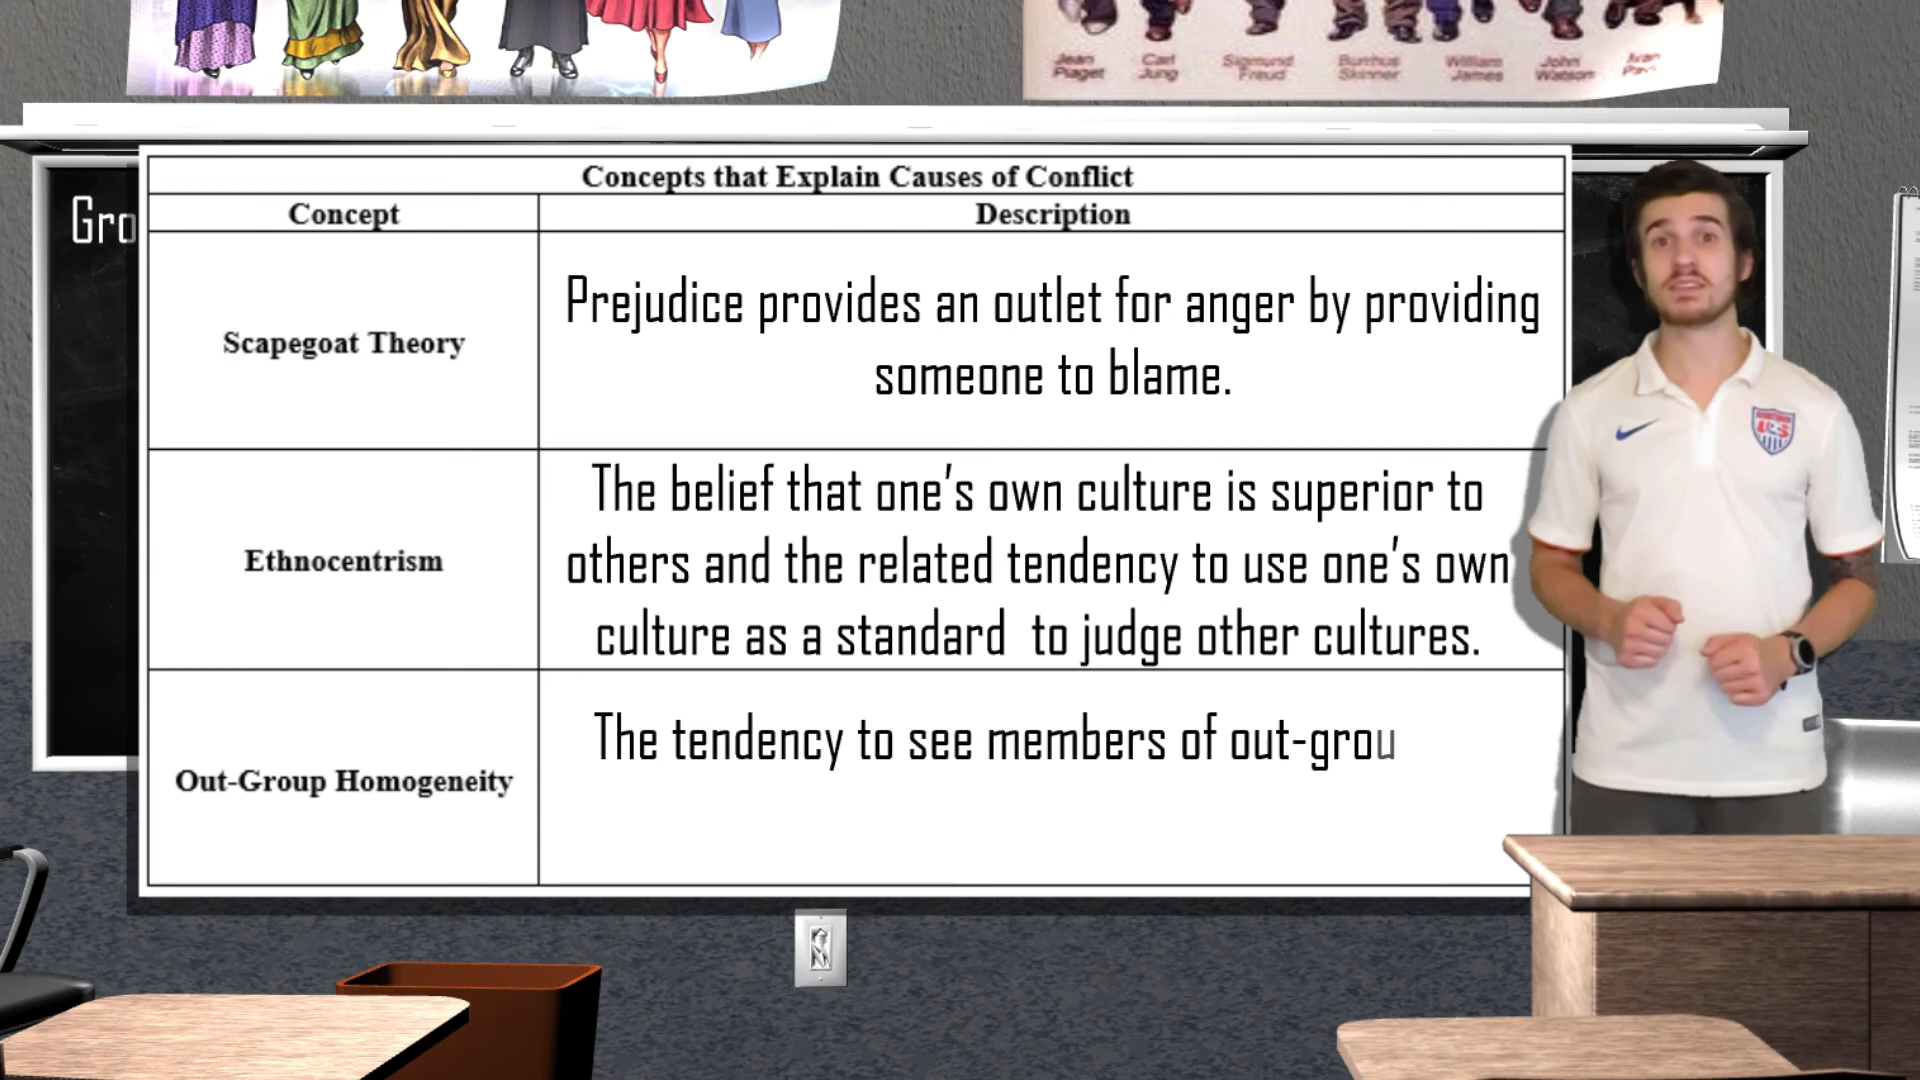 Jean
Piaget
Carl
Jung
Sigmund
Freud
Burrhus
Skinner
William
James
John
Watson
Ivan
Gro
Concepts that Explain Causes of Conflict
Concept
Description
Scapegoat Theory
Prejudice provides an outlet for anger by providing
someone to blame.
Ethnocentrism
The belief that one's own culture is superior to
others and the related tendency to use one's own
culture as a standard to judge other cultures.
Out-Group Homogeneity
The tendency to see members of out-grou
US